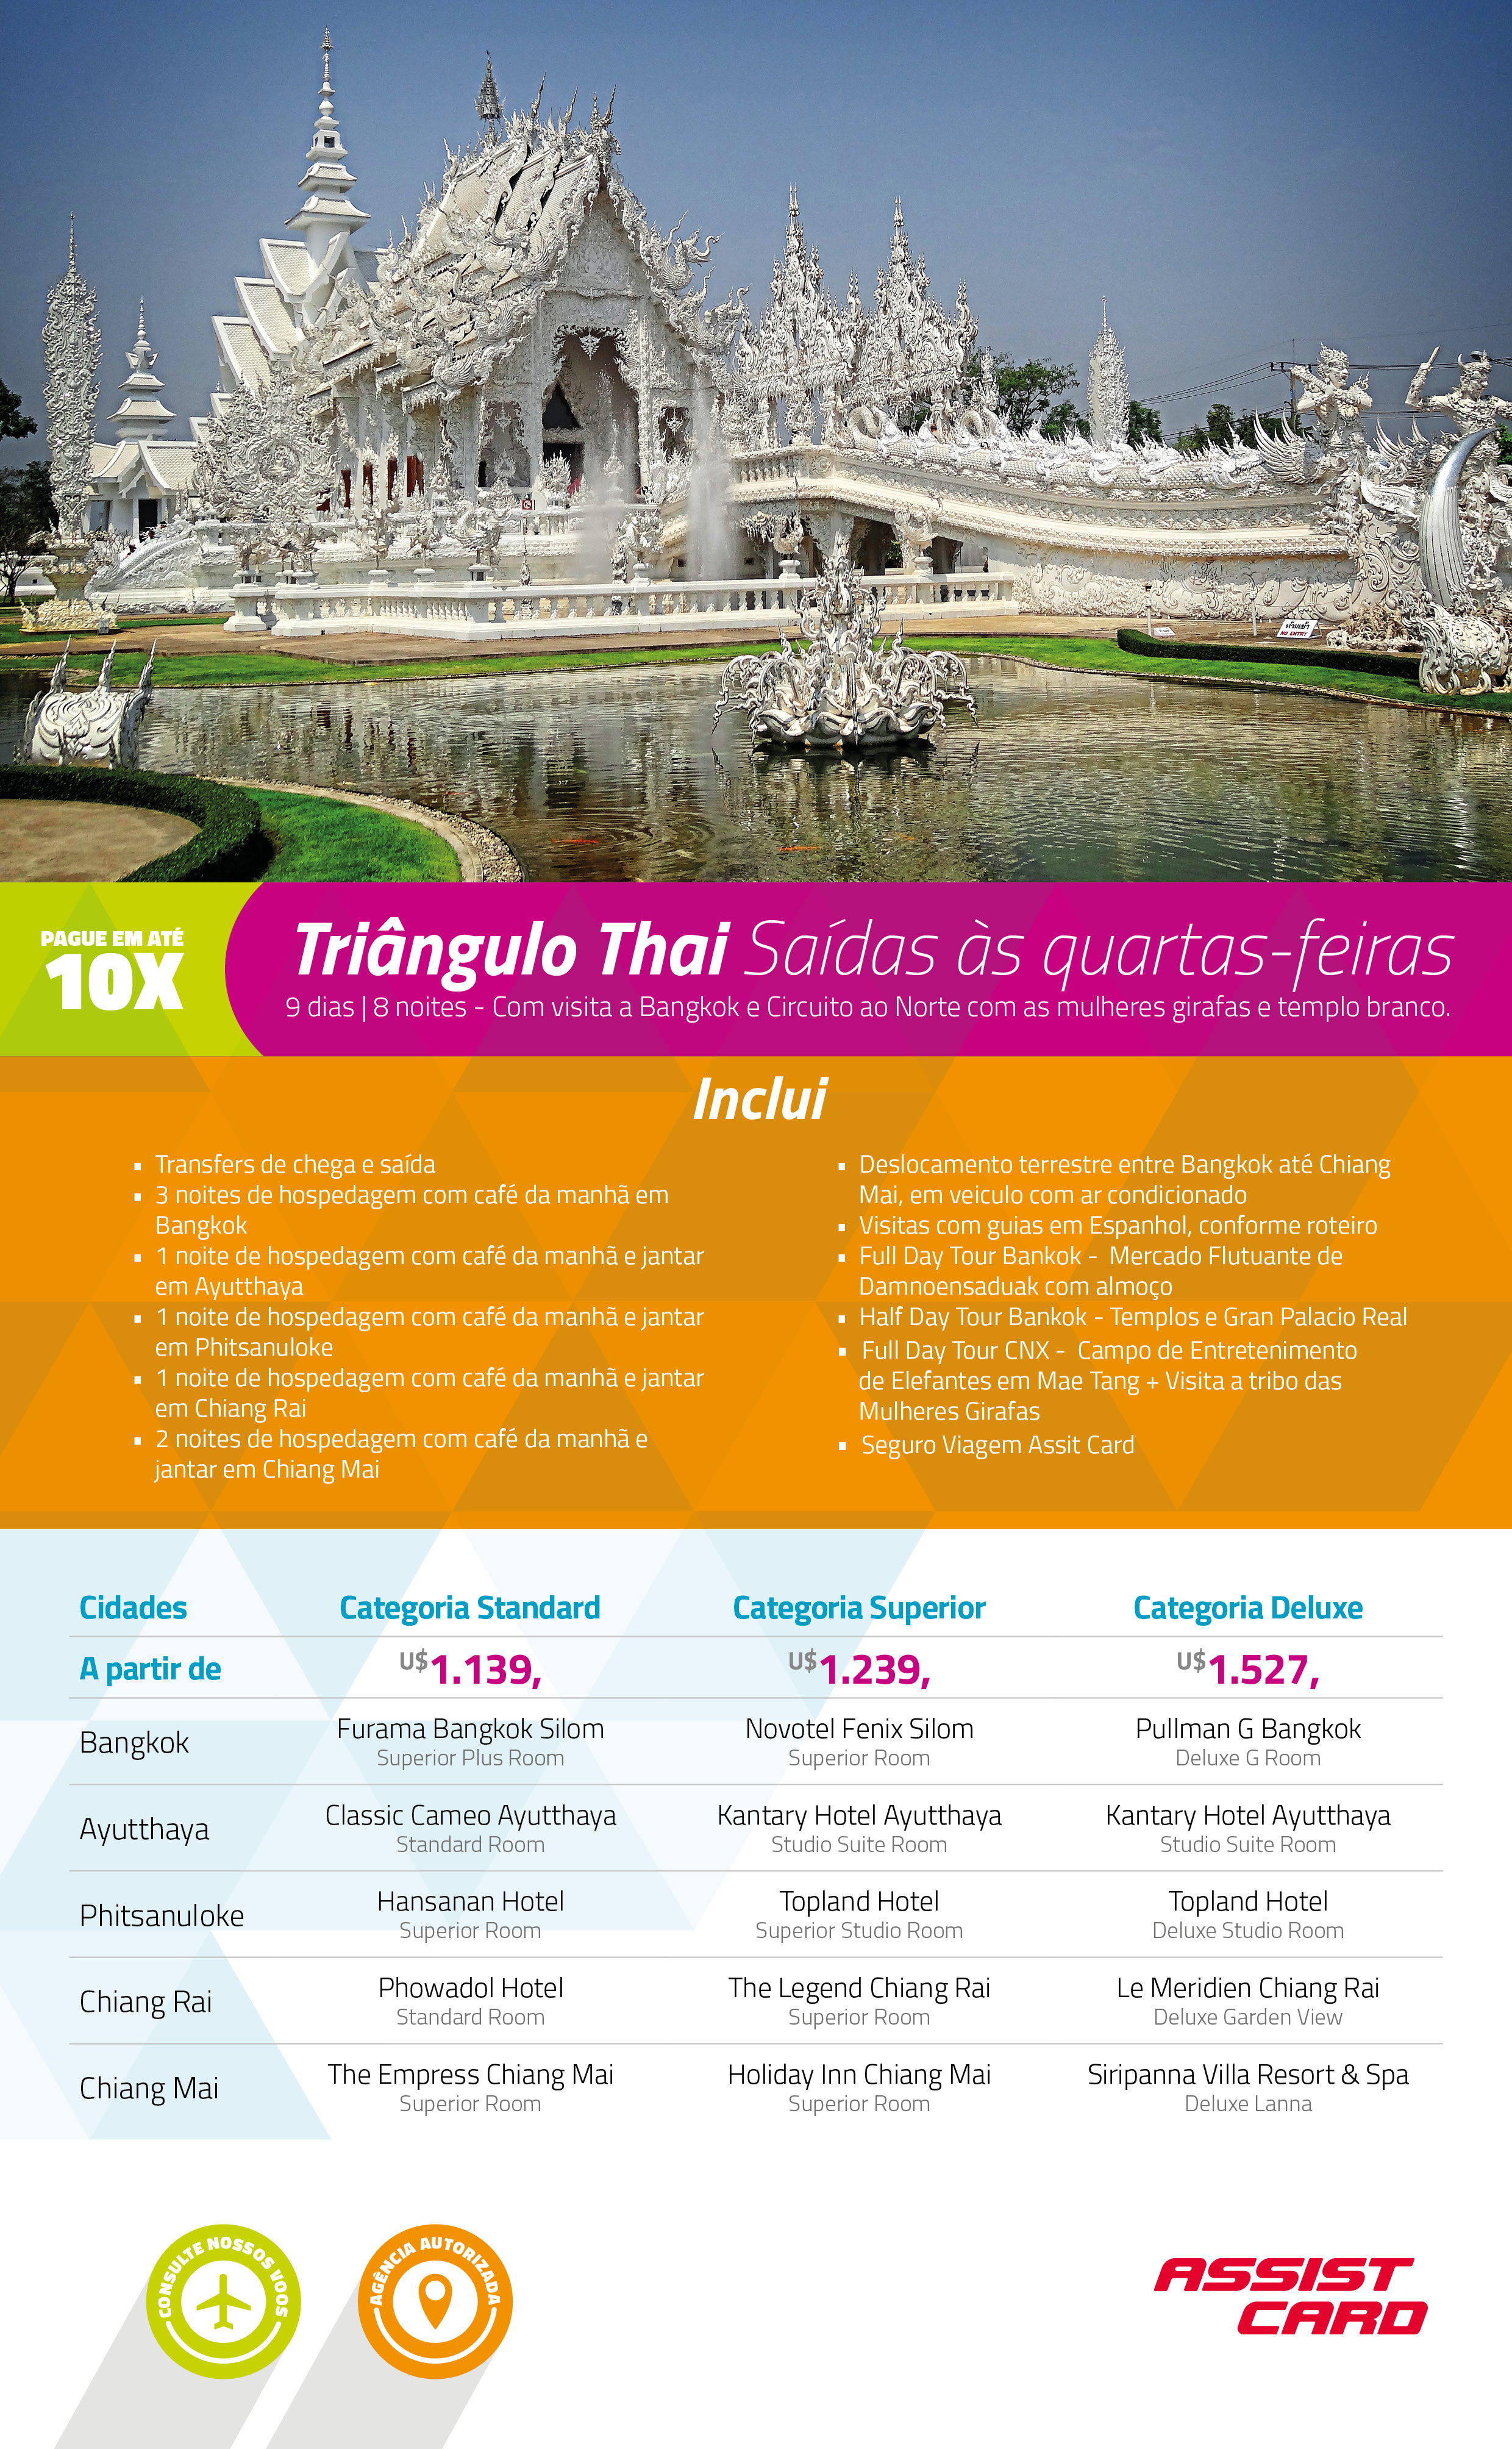 ห้ามเข้า
NO ENTRY
PAGUE EM ATÉ
10X
Triângulo Thai Saídas às quartas-feiras
9 dias | 8 noites - Com visita a Bangkok e Circuito ao Norte com as mulheres girafas e templo branco.
Inclui
▪ Transfers de chega e saída
▪ 3 noites de hospedagem com café da manhã em
Bangkok
▪ 1 noite de hospedagem com café da manhã e jantar
em Ayutthaya
▪ 1 noite de hospedagem com café da manhã e jantar
em Phitsanuloke
▪ 1 noite de hospedagem com café da manhã e jantar
em Chiang Rai
▪ 2 noites de hospedagem com café da manhã e
jantar em Chiang Mai
▪ Deslocamento terrestre entre Bangkok até Chiang
Mai, em veiculo com ar condicionado
▪ Visitas com guias em Espanhol, conforme roteiro
▪ Full Day Tour Bankok - Mercado Flutuante de
Damnoensaduak com almoço
▪ Half Day Tour Bankok - Templos e Gran Palacio Real
▪ Full Day Tour CNX - Campo de Entretenimento
de Elefantes em Mae Tang + Visita a tribo das
Mulheres Girafas
▪ Seguro Viagem Assit Card
Cidades Categoria Standard Categoria Superior Categoria Deluxe
A partir de U$1.139, U$1.239, U$1.527,
Bangkok
Furama Bangkok Silom Novotel Fenix Silom Pullman G Bangkok
Superior Plus Room Superior Room Deluxe G Room
Ayutthaya
Classic Cameo Ayutthaya Kantary Hotel Ayutthaya Kantary Hotel Ayutthaya
Standard Room Studio Suite Room Studio Suite Room
Phitsanuloke
Hansanan Hotel Topland Hotel Topland Hotel
Superior Room Superior Studio Room Deluxe Studio Room
Chiang Rai
Phowadol Hotel The Legend Chiang Rai Le Meridien Chiang Rai
Standard Room Superior Room Deluxe Garden View
Chiang Mai
The Empress Chiang Mai Holiday Inn Chiang Mai Siripanna Villa Resort & Spa
Superior Room Superior Room Deluxe Lanna
CONSULTE NOSSOS VOOS
AGÊNCIA AUTORIZADA
ASSIST
CARD